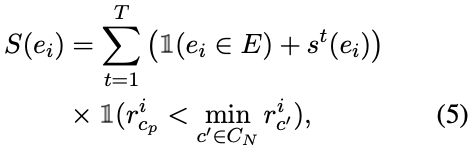 $S(e_i) = \sum_{t=1}^{T} \left( \mathbb{1}(e_i \in E) + s^t(e_i) \right)$
$\times \mathbb{1}(r^i_{c_p} < \min_{c' \in C_N} r^i_{c'}),$ (5)